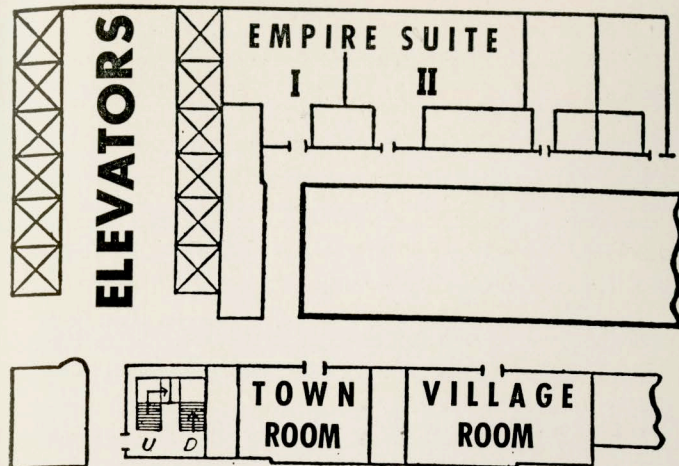 ELEVATORS
EMPIRE SUITE
I II
TOWN
ROOM
VILLAGE
ROOM
U D